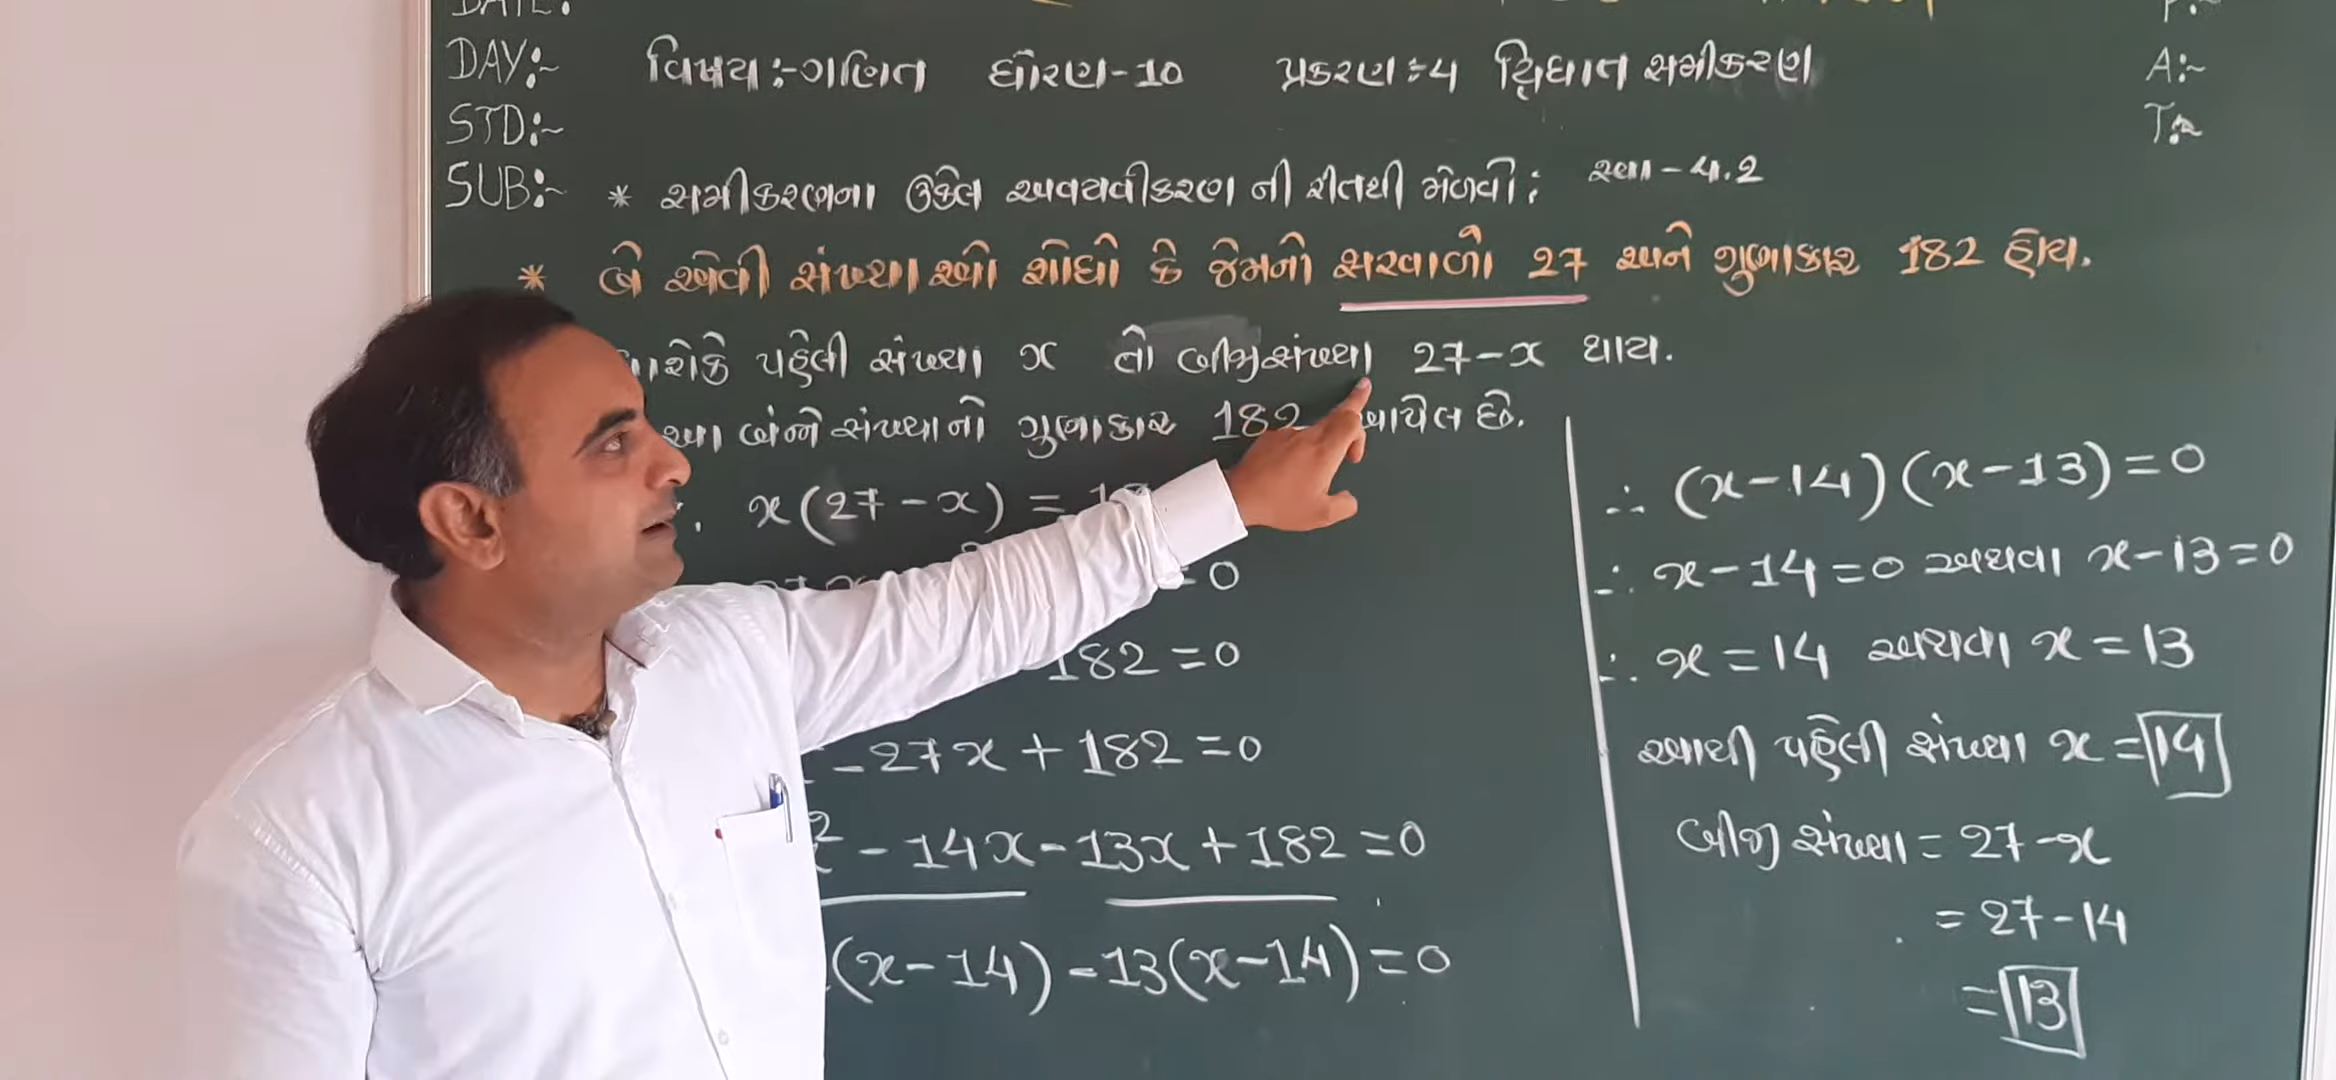 DATE:
DAY:-
STD:-
SUB:-
વિષય:-ગણિત ધોરણ-10 પ્રકરણ:4 દ્વિઘાત સમીકરણ
A:-
T:-
* સમીકરણના ઉકેલ અવયવીકરણ ની રીતથી મેળવો: સ્વા-4.2
* બે એવી સંખ્યાઓ શોધો કે જેમનો સરવાળો 27 અને ગુણાકાર 182 હોય.
પહેલી સંખ્યા x તો બીજી સંખ્યા 27-x થાય.
આ બંને સંખ્યાનો ગુણાકાર 182 છે.
x(27-x) =
=0
182=0
-27x+182=0
-14x-13x+182=0
(x-14)-13(x-14)=0
∴ (x-14)(x-13)=0
∴ x-14=0 અથવા x-13=0
∴ x=14 અથવા x=13
આથી પહેલી સંખ્યા x=14
બીજી સંખ્યા=27-x
=27-14
=13